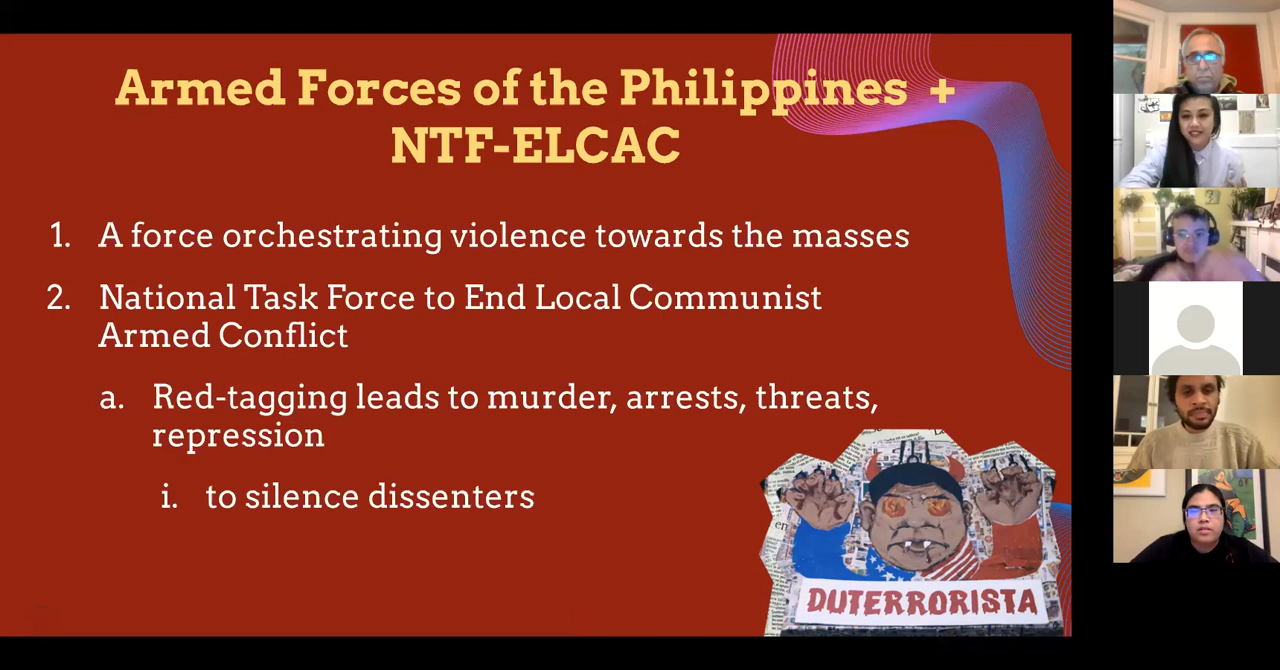 Armed Forces of the Philippines +
NTF-ELCAC
1. A force orchestrating violence towards the masses
2. National Task Force to End Local Communist
Armed Conflict
a. Red-tagging leads to murder, arrests, threats,
repression
i. to silence dissenters
DUTERRORISTA